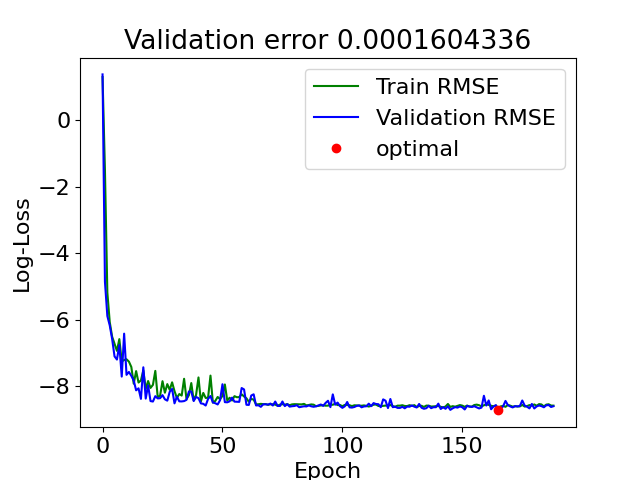 Validation error 0.0001604336
Train RMSE
Validation RMSE
optimal
Log-Loss
0
−2
−4
−6
−8
0
50
100
150
Epoch